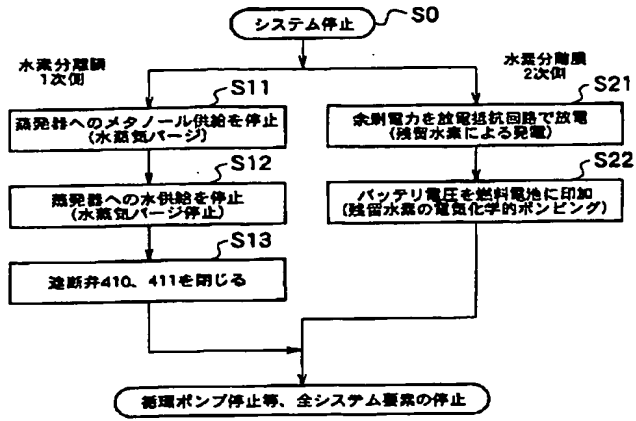 システム停止
S0
水素分離膜
1次側
水素分離膜
2次側
S11
蒸発器へのメタノール供給を停止
(水蒸気パージ)
S12
蒸発器への水供給を停止
(水蒸気パージ停止)
S13
遮断弁410、411を閉じる
S21
余剰電力を放電抵抗回路で放電
(残留水素による発電)
S22
バッテリ電圧を燃料電池に印加
(残留水素の電気化学的ポンピング)
循環ポンプ停止等、全システム要素の停止